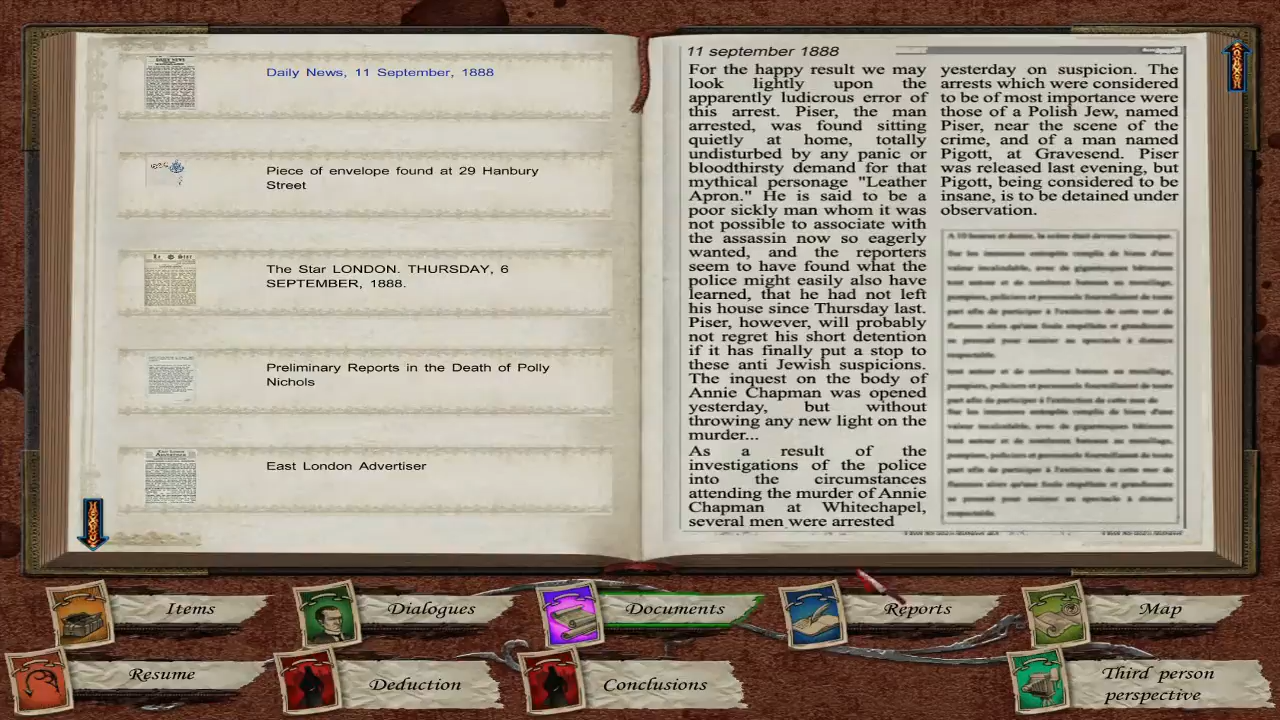 Daily News, 11 September, 1888
Piece of envelope found at 29 Hanbury
Street
The Star LONDON. THURSDAY, 6
SEPTEMBER, 1888.
Preliminary Reports in the Death of Polly
Nichols
East London Advertiser
11 september 1888
For the happy result we may
look lightly upon the
apparently ludicrous error of
this arrest. Piser, the man
arrested, was found sitting
quietly at home, totally
undisturbed by any panic or
bloodthirsty demand for that
mythical personage "Leather
Apron." He is said to be a
poor sickly man whom it was
not possible to associate with
the assassin now so eagerly
wanted, and the reporters
seem to have found what the
police might easily also have
learned, that he had not left
his house since Thursday last.
Piser, however, will probably
not regret his short detention
if it has finally put a stop to
these anti Jewish suspicions.
The inquest on the body of
Annie Chapman was opened
yesterday, but without
throwing any new light on the
murder...
As a result of the
investigations of the police
into the circumstances
attending the murder of Annie
Chapman at Whitechapel,
several men were arrested
yesterday on suspicion. The
arrests which were considered
to be of most importance were
those of a Polish Jew, named
Piser, near the scene of the
crime, and of a man named
Pigott, at Gravesend. Piser
was released last evening, but
Pigott, being considered to be
insane, is to be detained under
observation.
Items
Dialogues
Documents
Reports
Map
Resume
Deduction
Conclusions
Third person
perspective